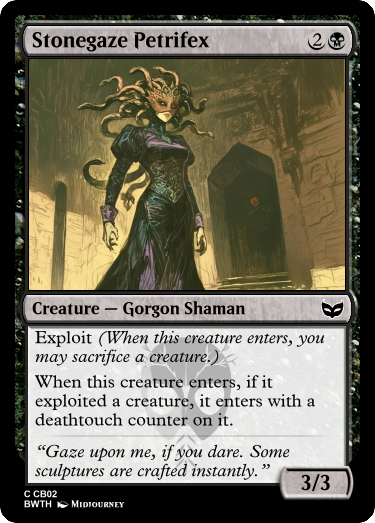 Stonegaze Petrifex 2
Creature — Gorgon Shaman
Exploit (When this creature enters, you
may sacrifice a creature.)
When this creature enters, if it
exploited a creature, it enters with a
deathtouch counter on it.
“Gaze upon me, if you dare. Some
sculptures are crafted instantly.”
3/3
C CB02
BWTH Midjourney